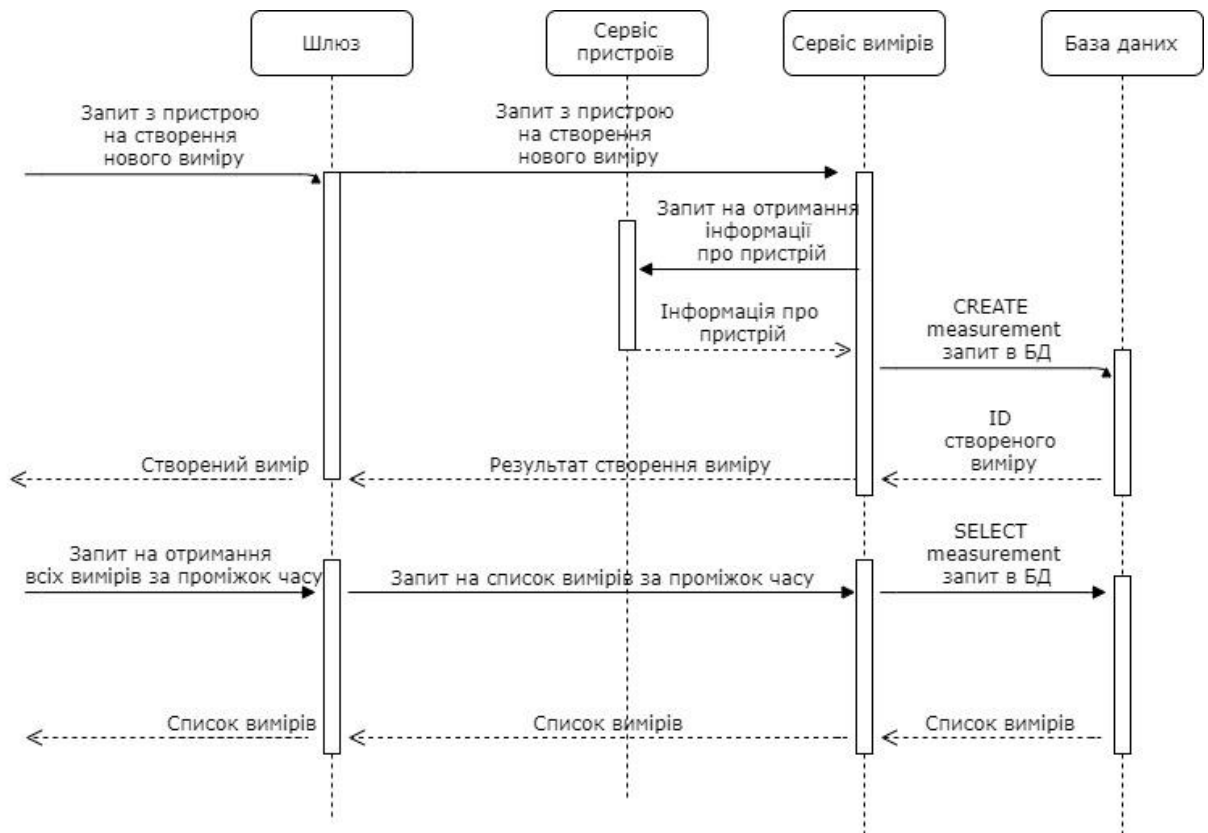 Шлюз
Сервіс
пристроїв
Сервіс вимірів
База даних
Запит з пристрою
на створення
нового виміру
Запит з пристрою
на створення
нового виміру
Запит на отримання
інформації
про пристрій
Інформація про
пристрій
CREATE
measurement
запит в БД
ID
створеного
виміру
Результат створення виміру
Створений вимір
Запит на отримання
всіх вимірів за проміжок часу
Запит на список вимірів за проміжок часу
SELECT
measurement
запит в БД
Список вимірів
Список вимірів
Список вимірів